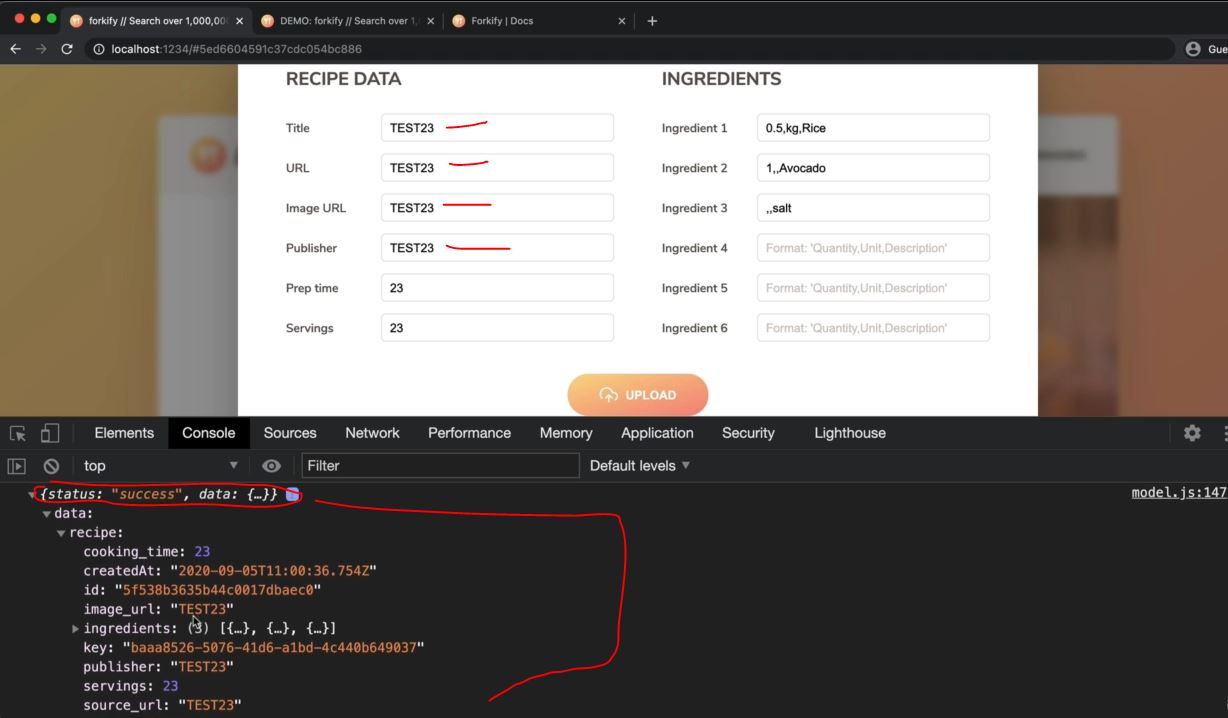 forkify // Search over 1,000,00
DEMO: forkify // Search over 1,
Forkify | Docs
localhost:1234/#5ed6604591c37cdc054bc886
Gue
RECIPE DATA
INGREDIENTS
Title TEST23 Ingredient 1 0.5,kg,Rice
URL TEST23 Ingredient 2 1,,Avocado
Image URL TEST23 Ingredient 3 ,,salt
Publisher TEST23 Ingredient 4 Format: 'Quantity,Unit,Description'
Prep time 23 Ingredient 5 Format: 'Quantity,Unit,Description'
Servings 23 Ingredient 6 Format: 'Quantity,Unit,Description'
UPLOAD
Elements Console Sources Network Performance Memory Application Security Lighthouse
top Filter Default levels
{status: "success", data: {…}} model.js:147
data:
recipe:
cooking_time: 23
createdAt: "2020-09-05T11:00:36.754Z"
id: "5f538b3635b44c0017dbaec0"
image_url: "TEST23"
ingredients: (3) [{…}, {…}, {…}]
key: "baaa8526-5076-41d6-a1bd-4c440b649037"
publisher: "TEST23"
servings: 23
source_url: "TEST23"